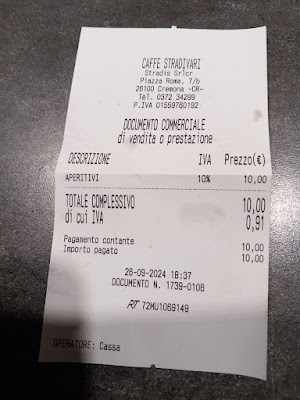 CAFFE STRADIVARI
Stradis Srlcr
Piazza Roma, 7/b
26100 Cremona -CR-
Tel. 0372 34299
P.IVA 01559760192
DOCUMENTO COMMERCIALE
di vendita o prestazione
DESCRIZIONE IVA Prezzo(€)
APERITIVI 10% 10,00
TOTALE COMPLESSIVO 10,00
di cui IVA 0,91
Pagamento contante 10,00
Importo pagato 10,00
26-09-2024 18:37
DOCUMENTO N. 1739-0106
RT 72MU1069149
OPERATORE: Cassa